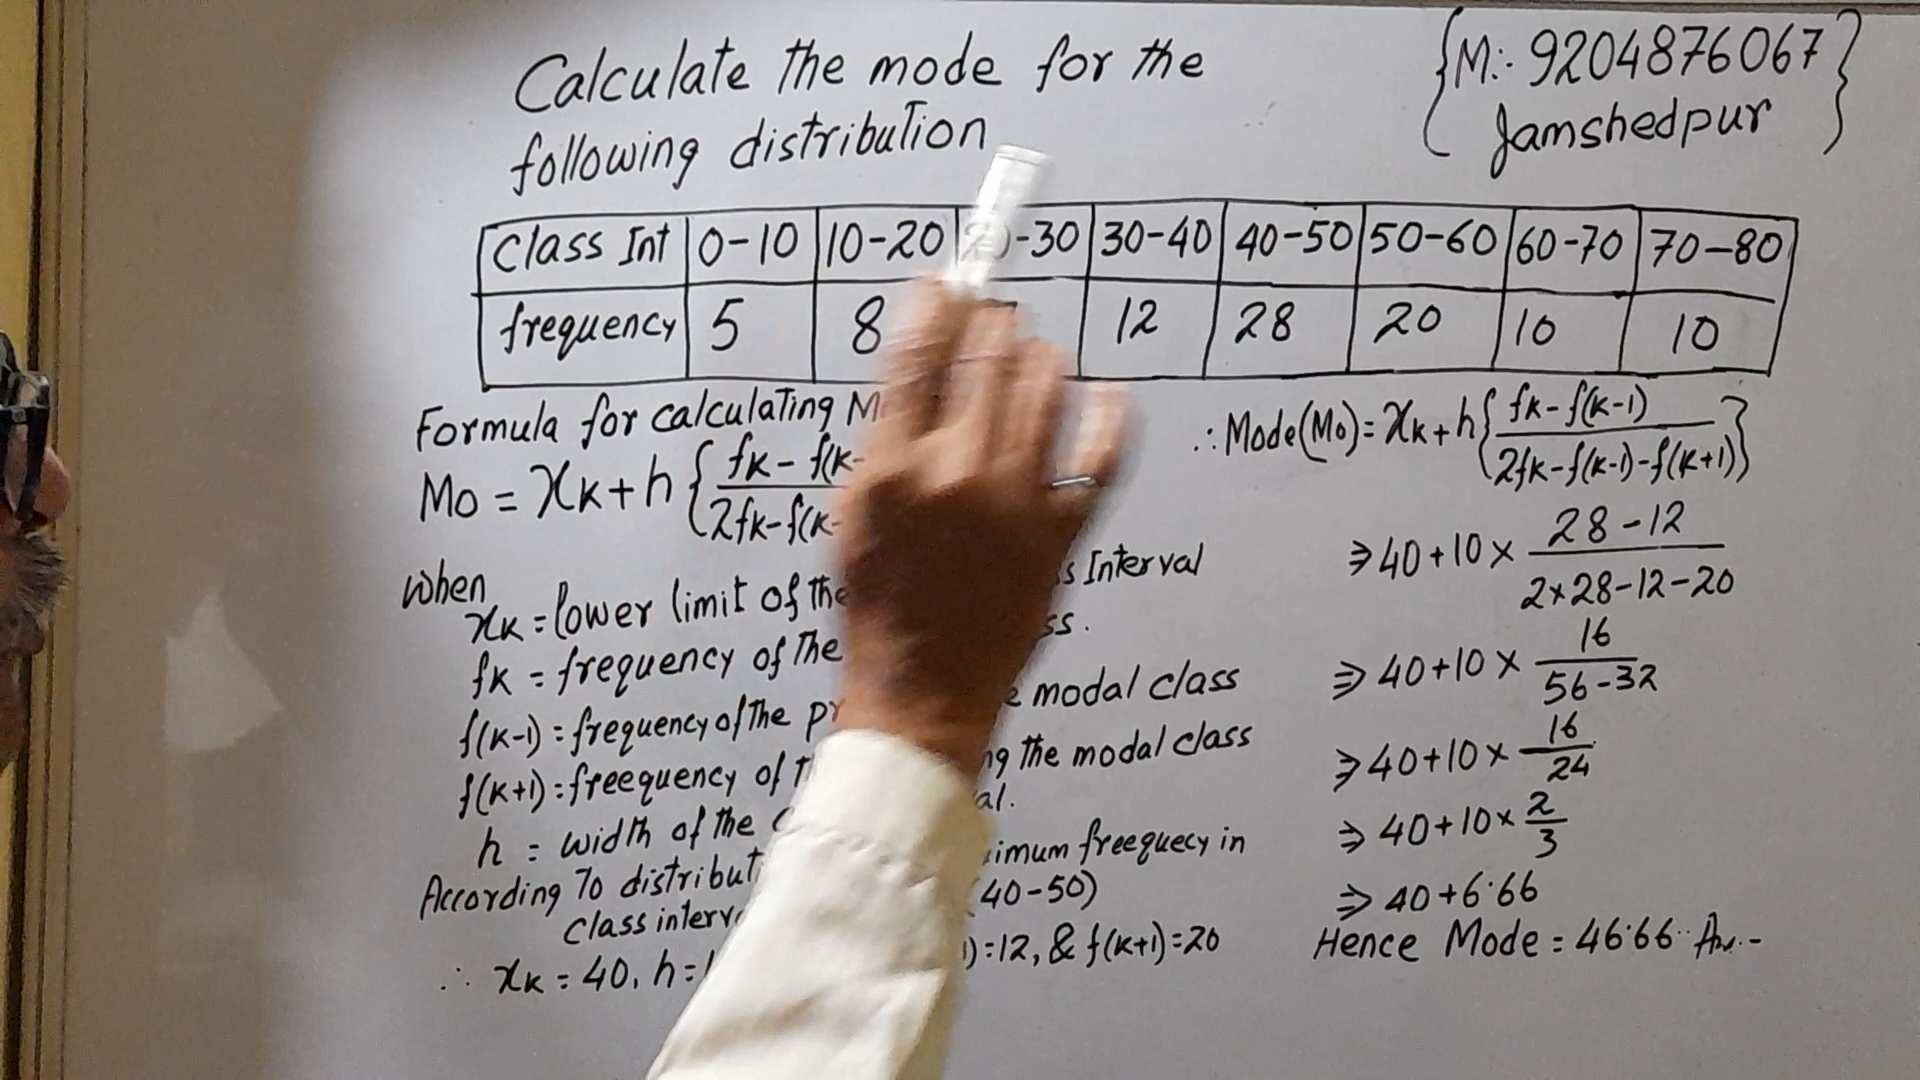 Calculate the mode for the
following distribution
{M:. 9204876067
Jamshedpur}
Class Int 0-10 10-20 -30 30-40 40-50 50-60 60-70 70-80
frequency 5 8 12 28 20 10 10
Formula for calculating
Mo = xK+h{fK-f(K-
2fK-f(K-
when
xK = lower limit of the Interval
fK = frequency of The
f(K-1) = frequency of The modal class
f(K+1) = freequency of the modal class
h = width of the
According To distribut freequecy in
Class (40-50)
∴ xK = 40, h = )=12, & f(K+1)=20
∴ Mode(Mo)= xK+h{fK-f(K-1)
2fK-f(K-1)-f(K+1)}
⇒ 40+10× 28-12
2×28-12-20
⇒ 40+10× 16
56-32
⇒ 40+10× 16
24
⇒ 40+10× 2
3
⇒ 40+6.66
Hence Mode = 46.66 Ans.-